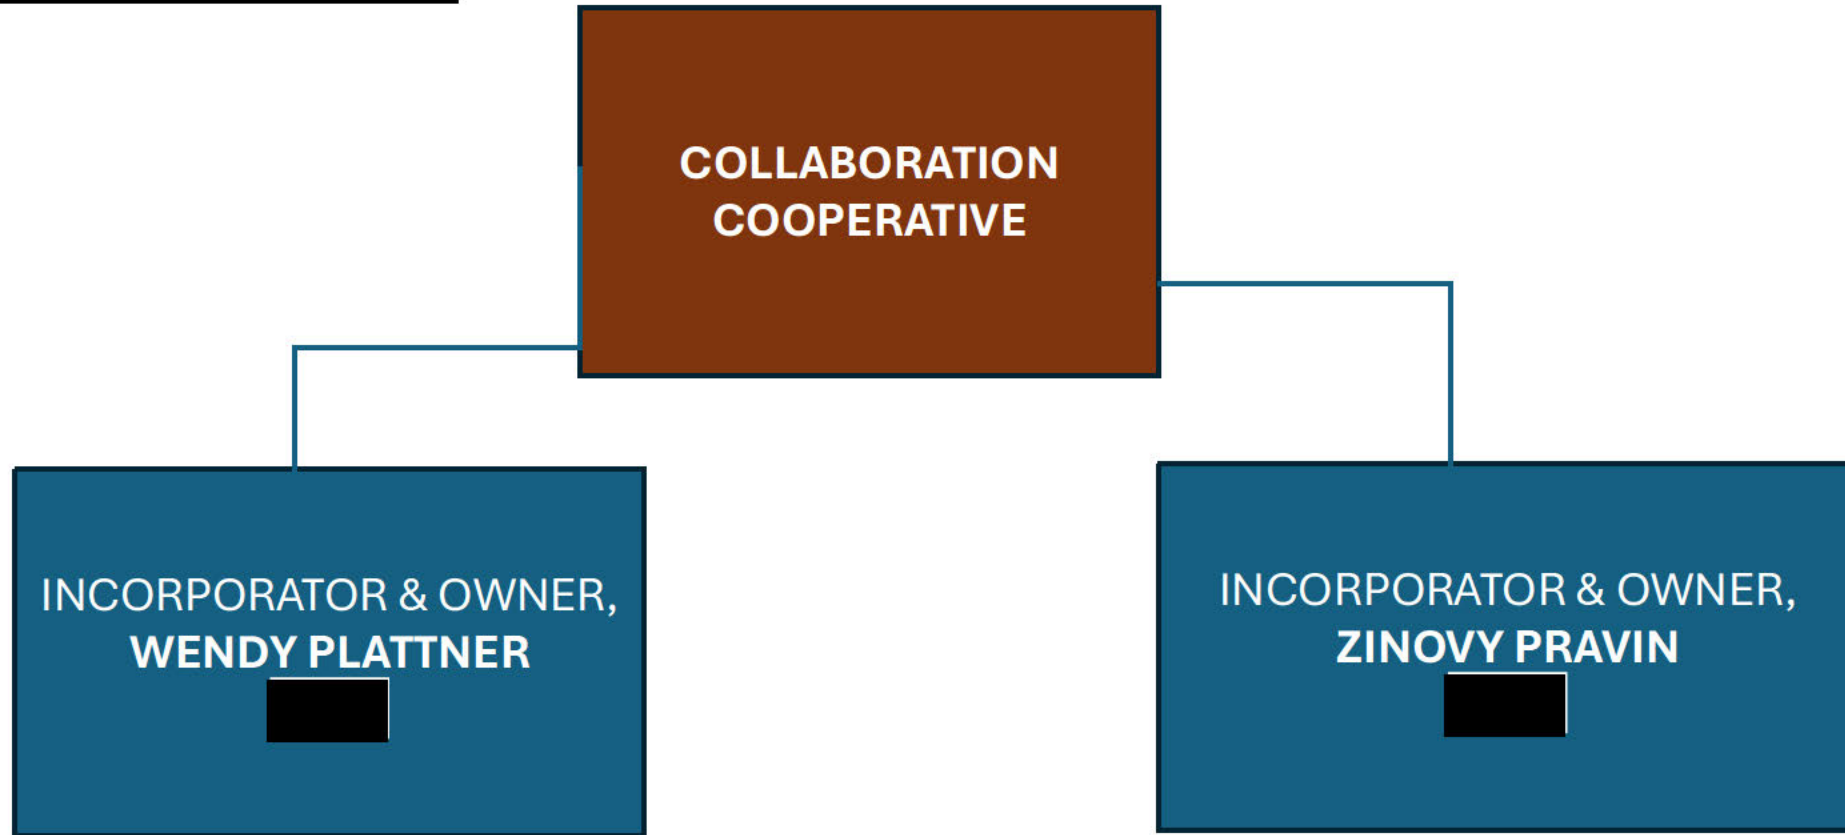 COLLABORATION
COOPERATIVE
INCORPORATOR & OWNER,
WENDY PLATTNER
INCORPORATOR & OWNER,
ZINOVY PRAVIN